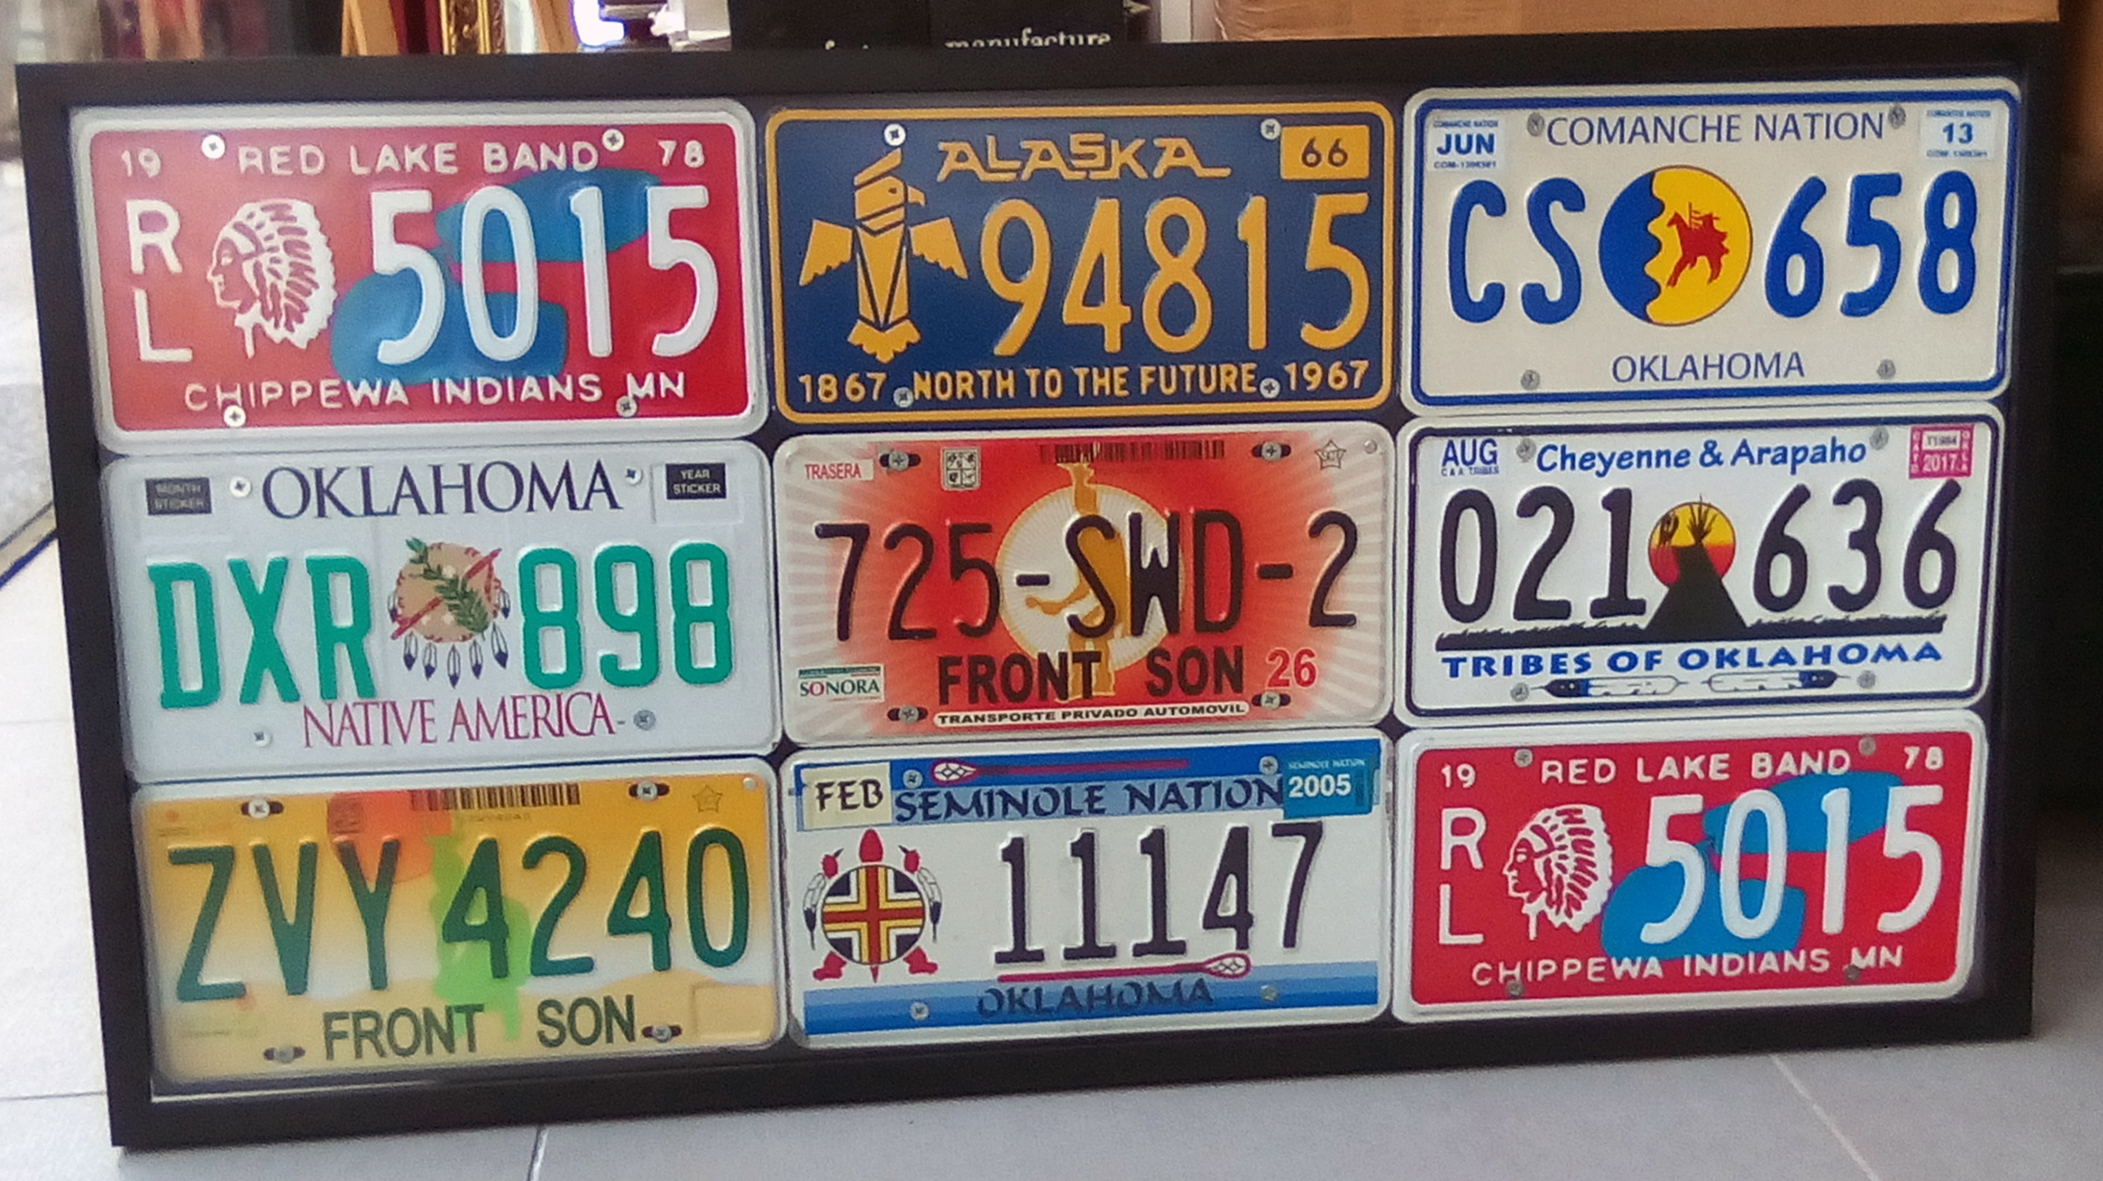 manufacture
19 RED LAKE BAND 78
RL 5015
CHIPPEWA INDIANS MN
ALASKA 66
94815
1867 NORTH TO THE FUTURE 1967
JUN COMANCHE NATION 13
CS 658
OKLAHOMA
MONTH STICKER OKLAHOMA YEAR STICKER
DXR 898
NATIVE AMERICA
TRASERA
725-SWD-2
SONORA FRONT SON 26
TRANSPORTE PRIVADO AUTOMOVIL
AUG Cheyenne & Arapaho 2017
C & A TRIBES
021 636
TRIBES OF OKLAHOMA
ZVY 4240
FRONT SON
FEB SEMINOLE NATION SEMINOLE NATION 2005
11147
OKLAHOMA
19 RED LAKE BAND 78
RL 5015
CHIPPEWA INDIANS MN